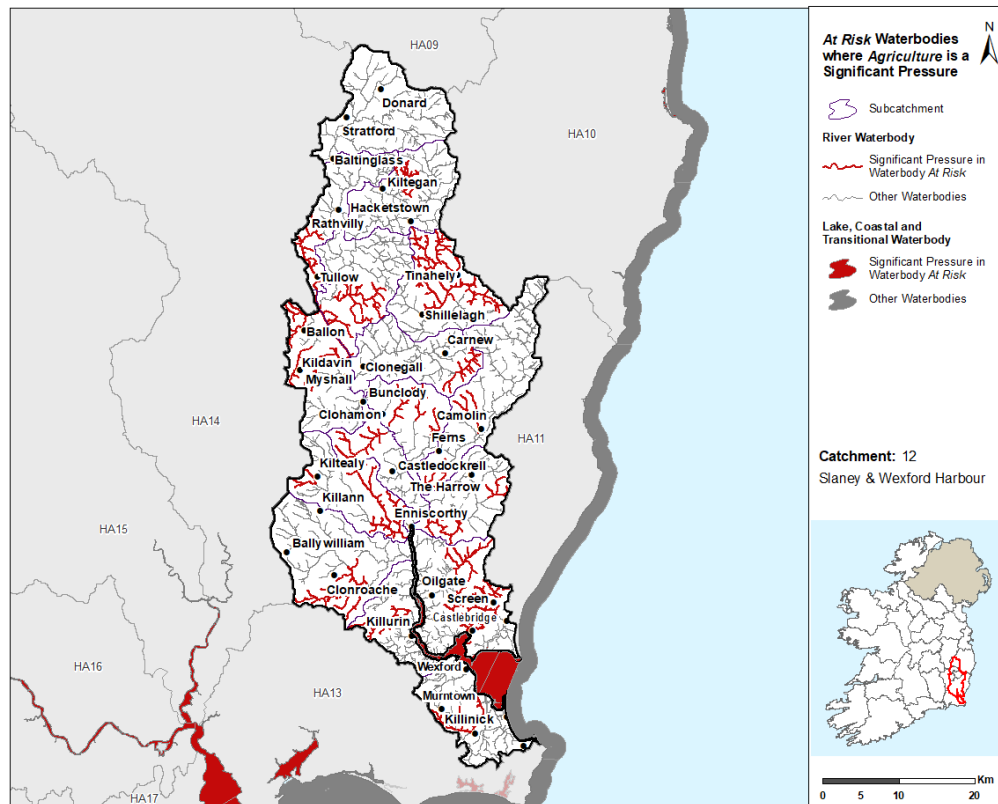 HA09
Donard
Stratford
HA10
Baltinglass
Kiltegan
Hacketstown
Rathvilly
Tullow
Tinahely
Shillelagh
Ballon
Carnew
Kildavin
Clonegall
Myshall
Bunclody
Clohamon
Camolin
HA14
HA11
Ferns
Kiltealy
Castledockrell
The Harrow
Killann
Enniscorthy
HA15
Ballywilliam
Oilgate
Clonroache
Screen
Killurin
Castlebridge
HA16
Wexford
HA13
Murntown
Killinick
HA17
At Risk Waterbodies
where Agriculture is a
Significant Pressure
N
Subcatchment
River Waterbody
Significant Pressure in
Waterbody At Risk
Other Waterbodies
Lake, Coastal and
Transitional Waterbody
Significant Pressure in
Waterbody At Risk
Other Waterbodies
Catchment: 12
Slaney & Wexford Harbour
Km
0 5 10 20